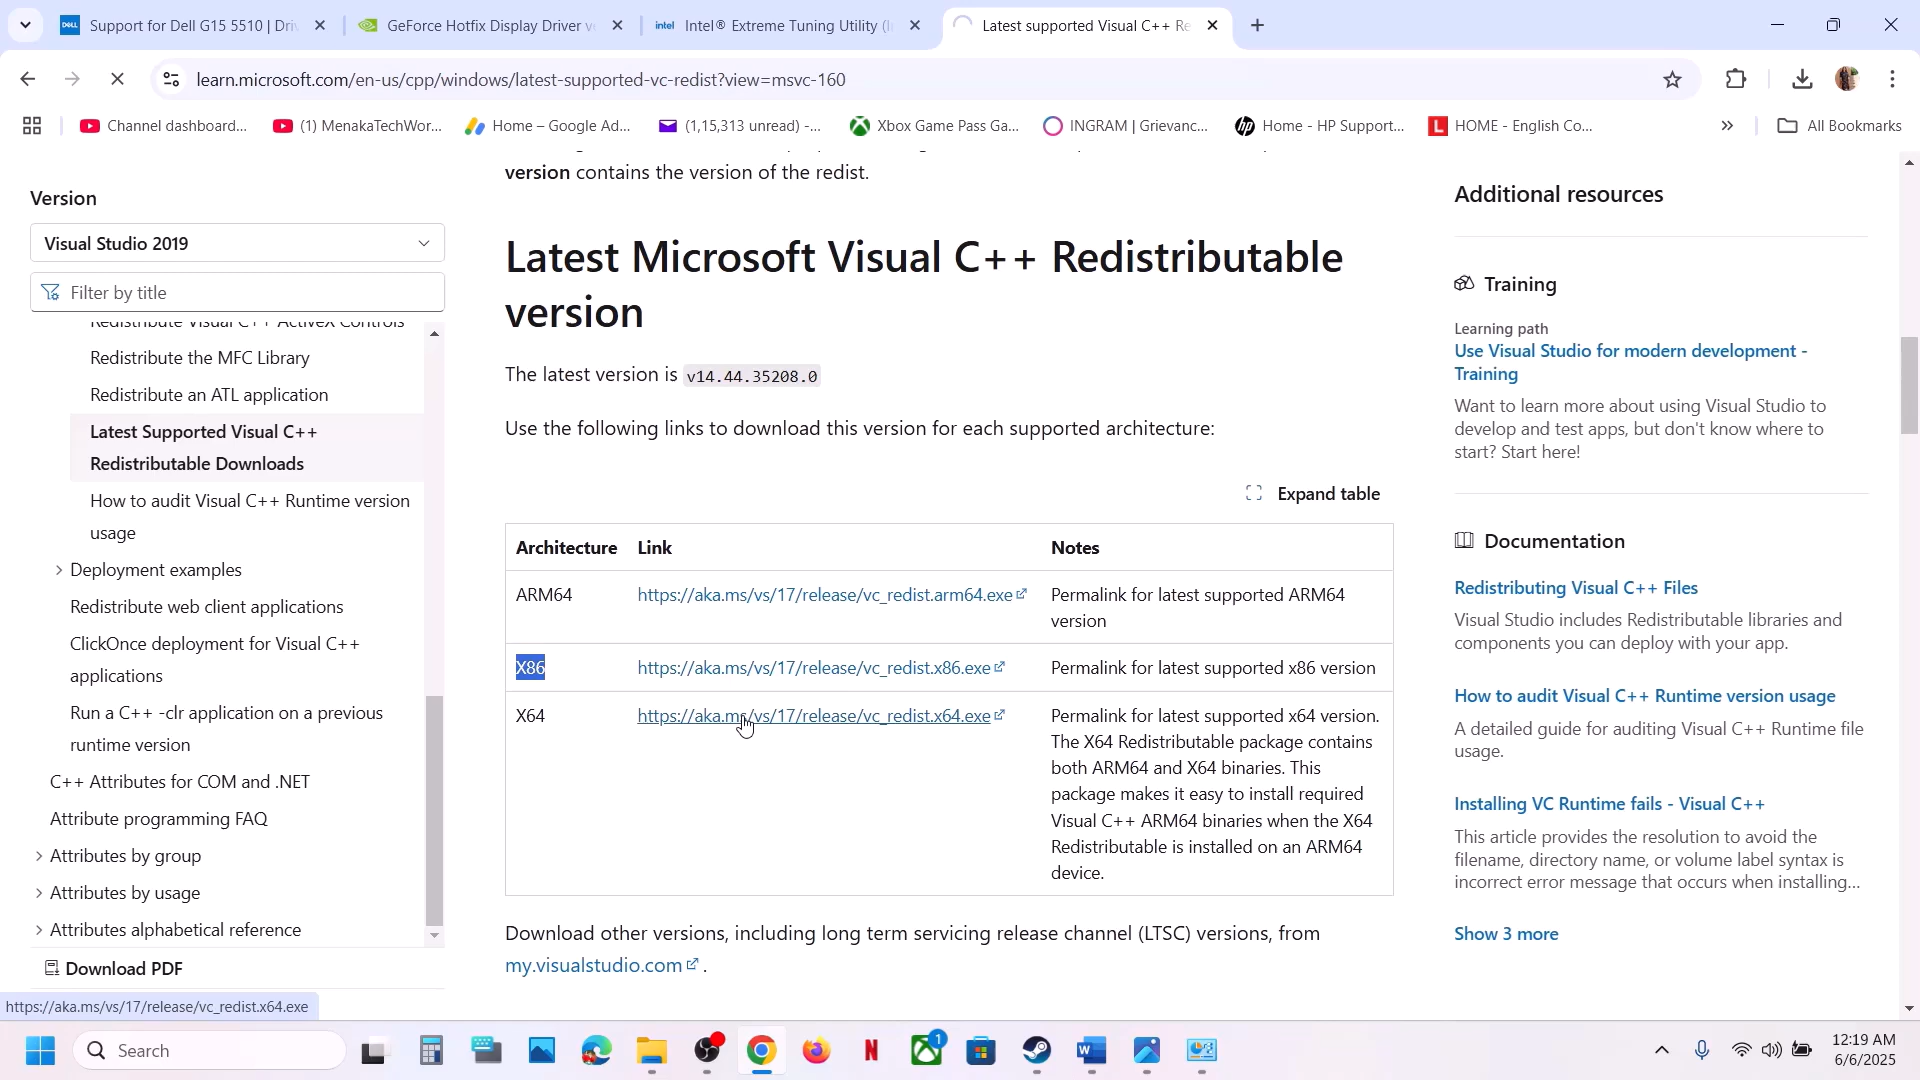 Support for Dell G15 5510 | Dri
GeForce Hotfix Display Driver ve
Intel® Extreme Tuning Utility (I
Latest supported Visual C++ Re
learn.microsoft.com/en-us/cpp/windows/latest-supported-vc-redist?view=msvc-160
Channel dashboard...
(1) MenakaTechWor...
Home – Google Ad...
(1,15,313 unread) -...
Xbox Game Pass Ga...
INGRAM | Grievanc...
Home - HP Support...
HOME - English Co...
All Bookmarks
Version
Visual Studio 2019
Filter by title
Redistribute Visual C++ ActiveX Controls
Redistribute the MFC Library
Redistribute an ATL application
Latest Supported Visual C++
Redistributable Downloads
How to audit Visual C++ Runtime version
usage
Deployment examples
Redistribute web client applications
ClickOnce deployment for Visual C++
applications
Run a C++ -clr application on a previous
runtime version
C++ Attributes for COM and .NET
Attribute programming FAQ
Attributes by group
Attributes by usage
Attributes alphabetical reference
Download PDF
https://aka.ms/vs/17/release/vc_redist.x64.exe
version contains the version of the redist.
Latest Microsoft Visual C++ Redistributable
version
The latest version is v14.44.35208.0
Use the following links to download this version for each supported architecture:
Expand table
Architecture Link Notes
ARM64 https://aka.ms/vs/17/release/vc_redist.arm64.exe Permalink for latest supported ARM64
version
X86 https://aka.ms/vs/17/release/vc_redist.x86.exe Permalink for latest supported x86 version
X64 https://aka.ms/vs/17/release/vc_redist.x64.exe Permalink for latest supported x64 version.
The X64 Redistributable package contains
both ARM64 and X64 binaries. This
package makes it easy to install required
Visual C++ ARM64 binaries when the X64
Redistributable is installed on an ARM64
device.
Download other versions, including long term servicing release channel (LTSC) versions, from
my.visualstudio.com .
Additional resources
Training
Learning path
Use Visual Studio for modern development -
Training
Want to learn more about using Visual Studio to
develop and test apps, but don't know where to
start? Start here!
Documentation
Redistributing Visual C++ Files
Visual Studio includes Redistributable libraries and
components you can deploy with your app.
How to audit Visual C++ Runtime version usage
A detailed guide for auditing Visual C++ Runtime file
usage.
Installing VC Runtime fails - Visual C++
This article provides the resolution to avoid the
filename, directory name, or volume label syntax is
incorrect error message that occurs when installing...
Show 3 more
Search
1
12:19 AM
6/6/2025